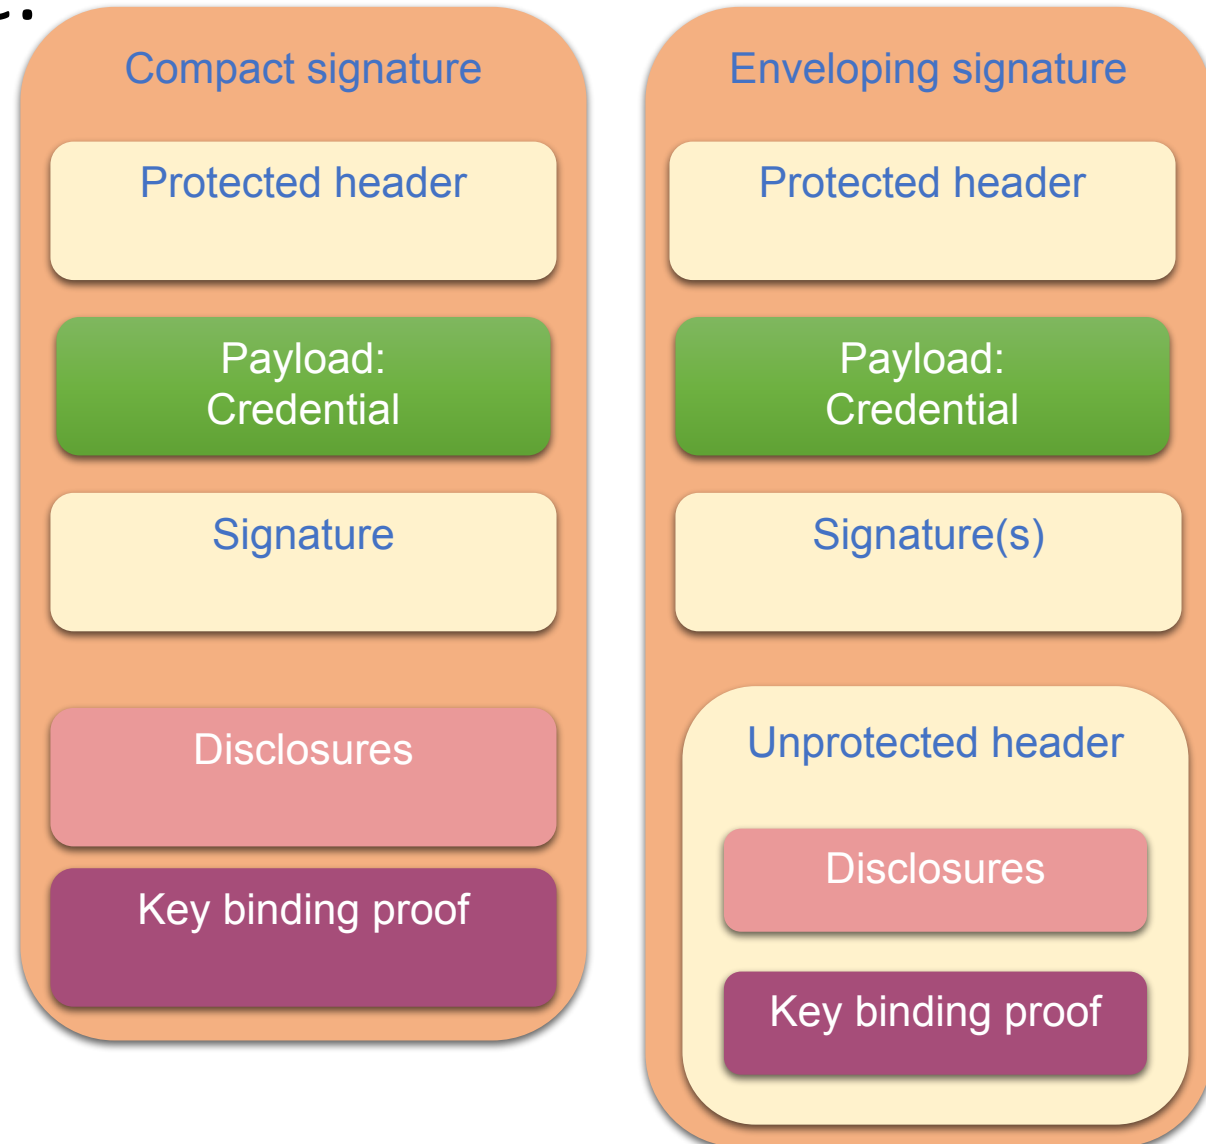 Compact signature
Protected header
Payload:
Credential
Signature
Disclosures
Key binding proof
Enveloping signature
Protected header
Payload:
Credential
Signature(s)
Unprotected header
Disclosures
Key binding proof